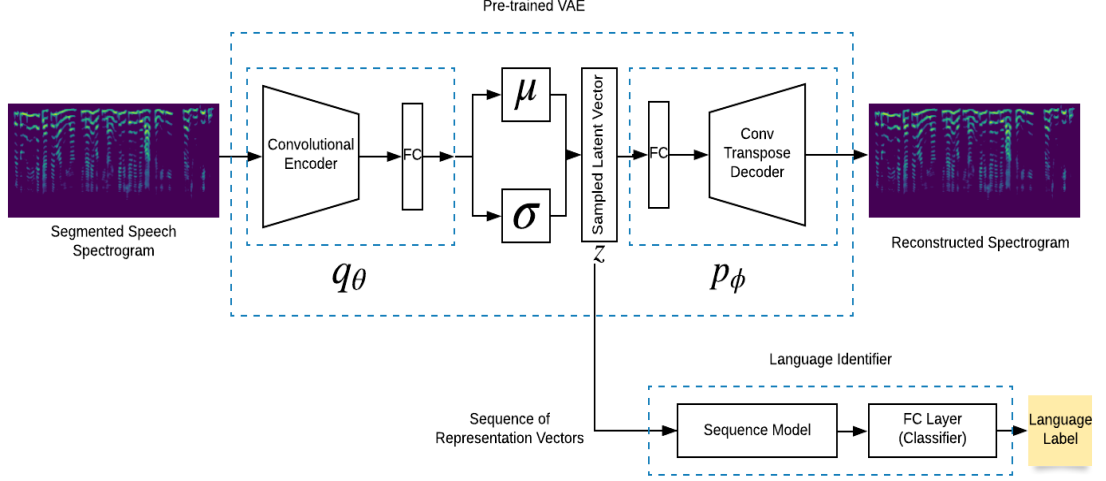 Pre-trained VAE
Convolutional
Encoder
FC
μ
σ
Sampled Latent Vector
z
FC
Conv
Transpose
Decoder
Segmented Speech
Spectrogram
Reconstructed Spectrogram
qθ
pϕ
Language Identifier
Sequence of
Representation Vectors
Sequence Model
FC Layer
(Classifier)
Language
Label